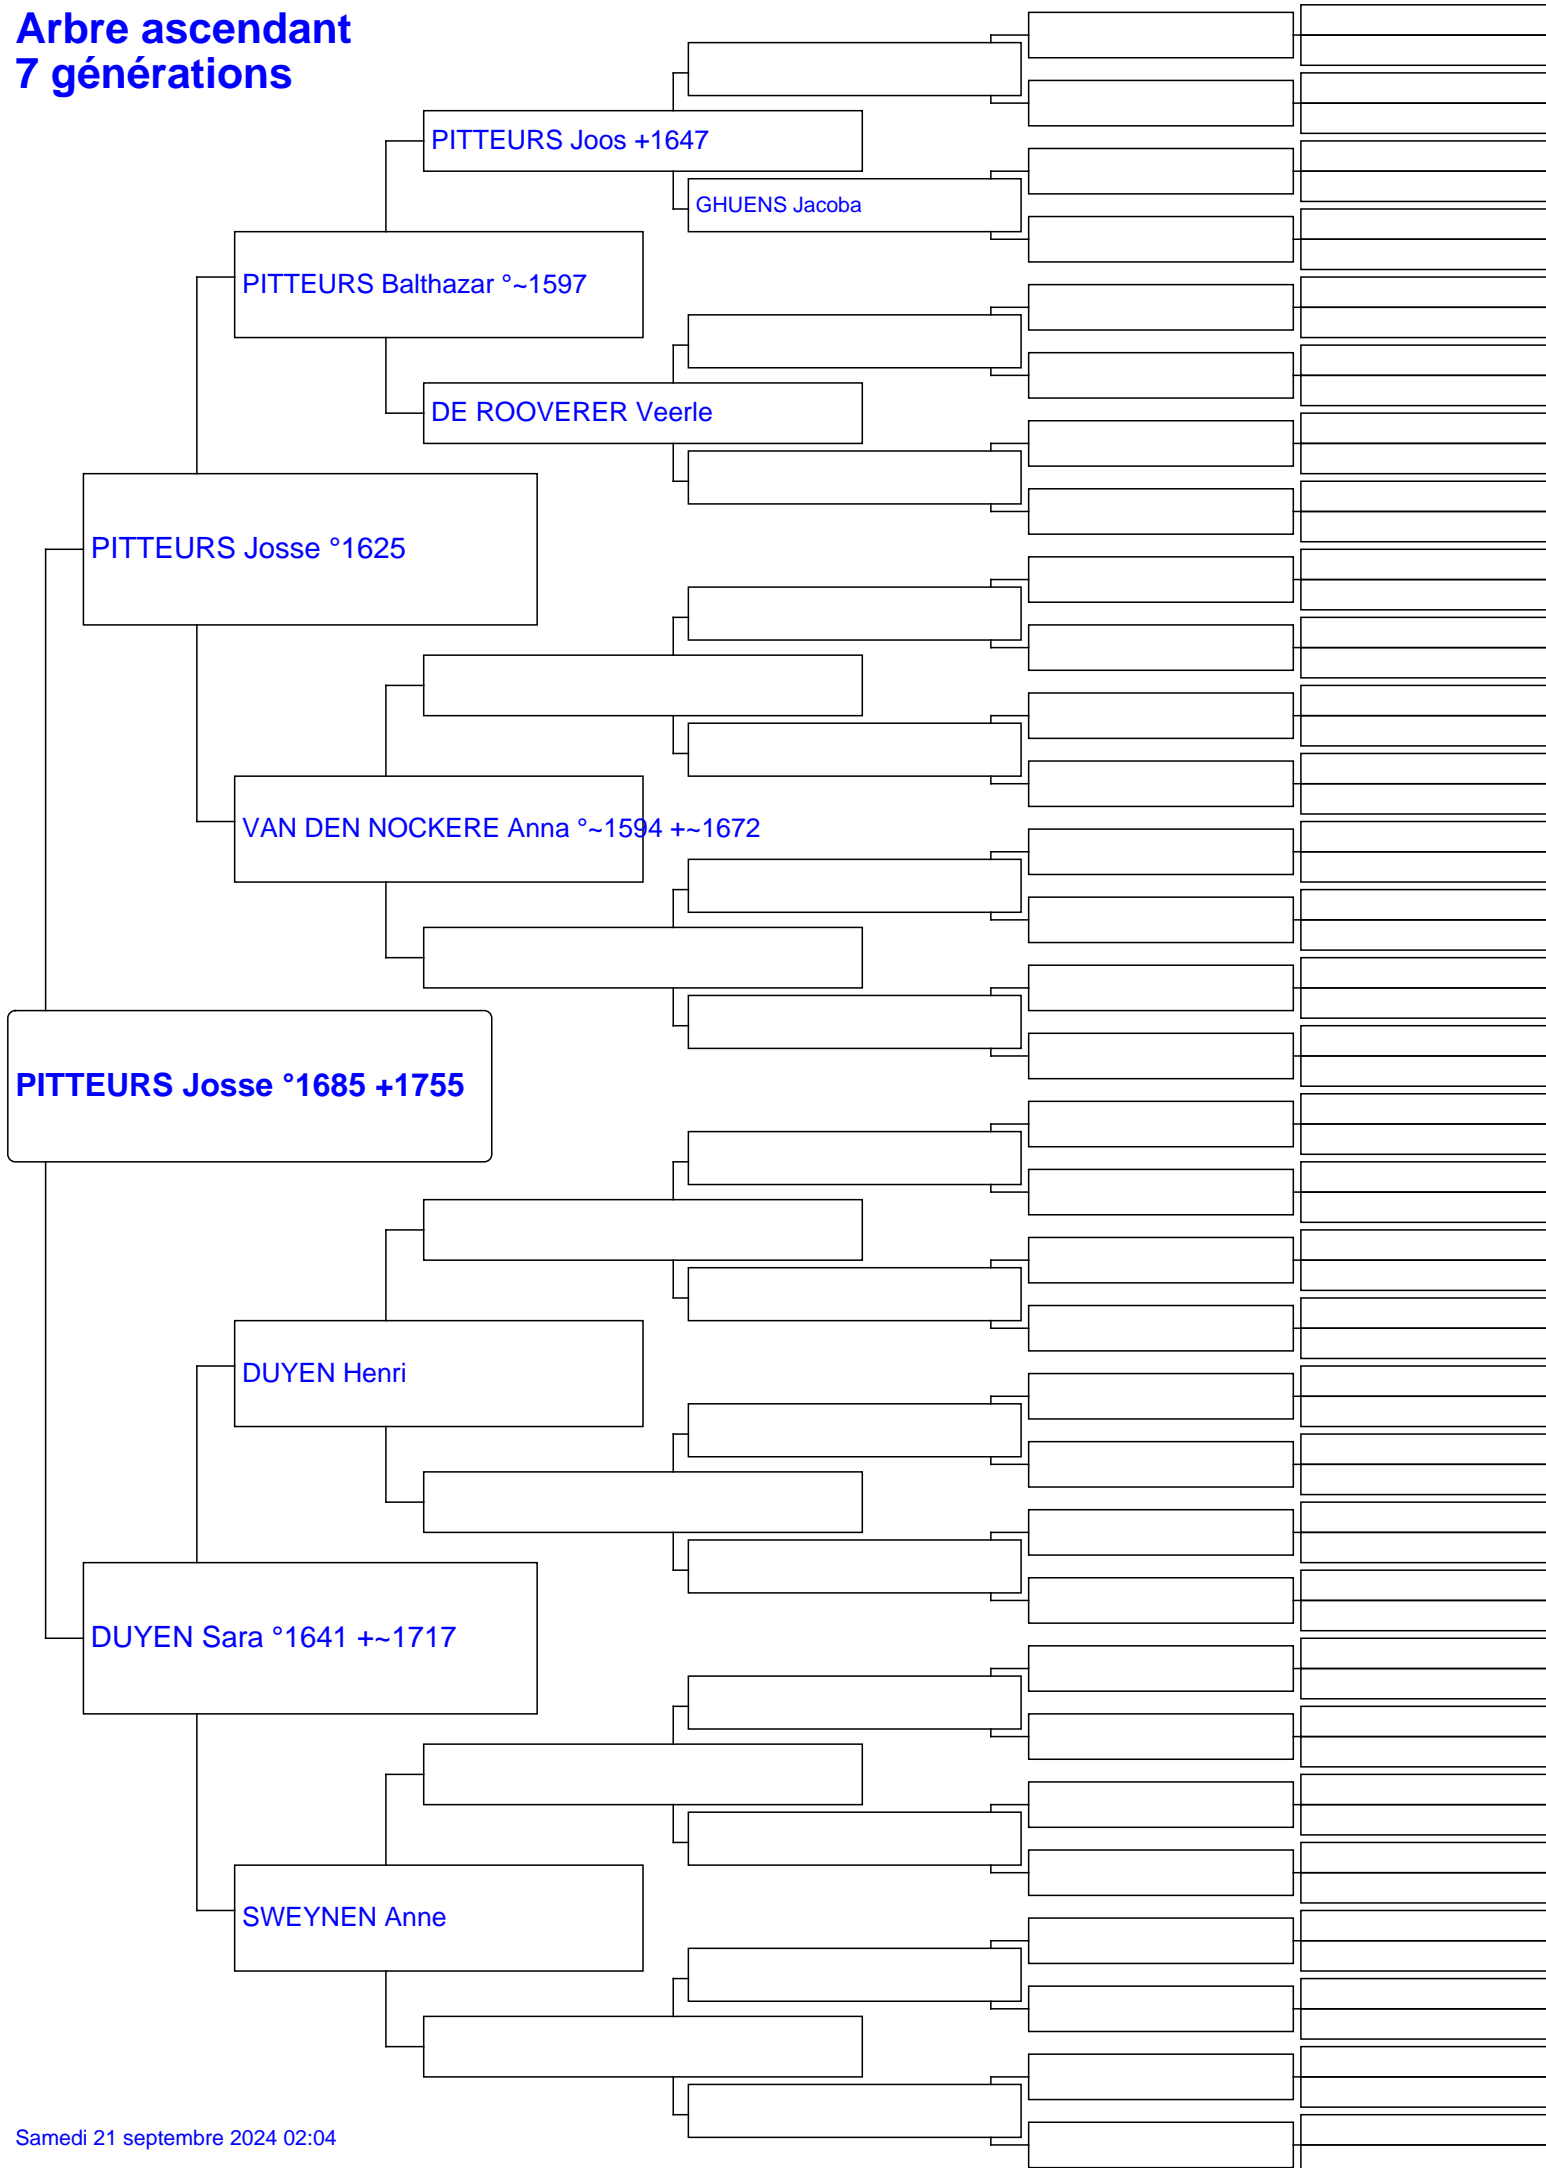 Arbre ascendant
7 générations
PITTEURS Joos +1647
GHUENS Jacoba
PITTEURS Balthazar °~1597
DE ROOVERER Veerle
PITTEURS Josse °1625
VAN DEN NOCKERE Anna °~1594 +~1672
PITTEURS Josse °1685 +1755
DUYEN Henri
DUYEN Sara °1641 +~1717
SWEYNEN Anne
Samedi 21 septembre 2024 02:04